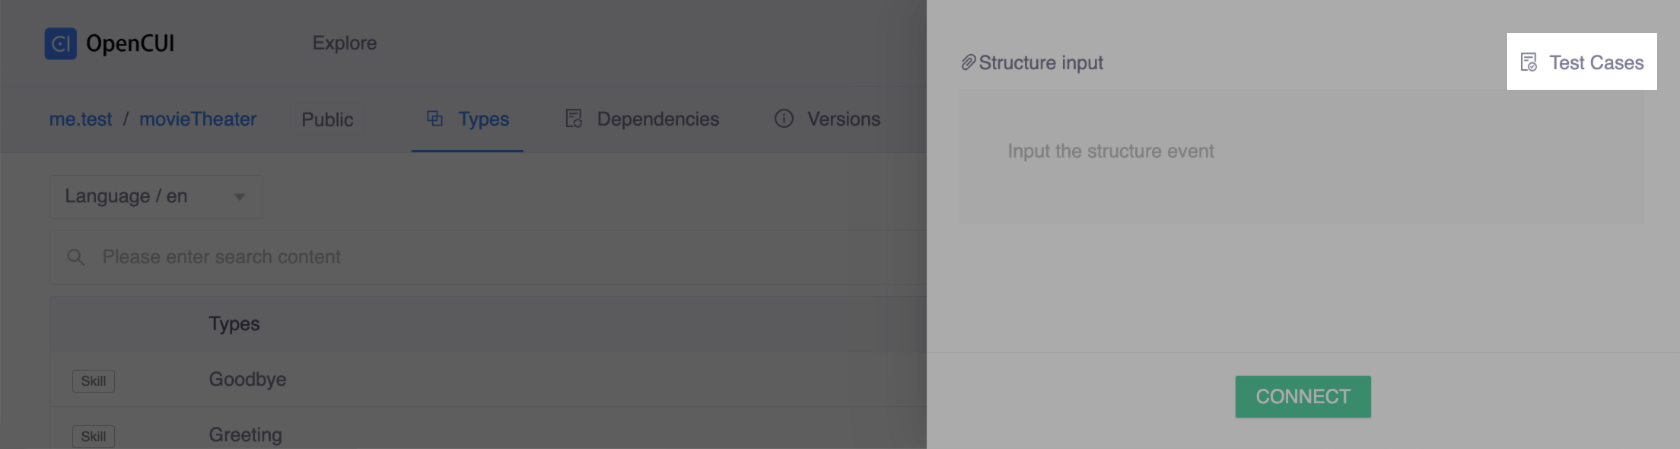 CI OpenCUI
Explore
me.test / movieTheater
Public
Types
Dependencies
Versions
Language / en
Please enter search content
Types
Skill
Goodbye
Skill
Greeting
Structure input
Test Cases
Input the structure event
CONNECT